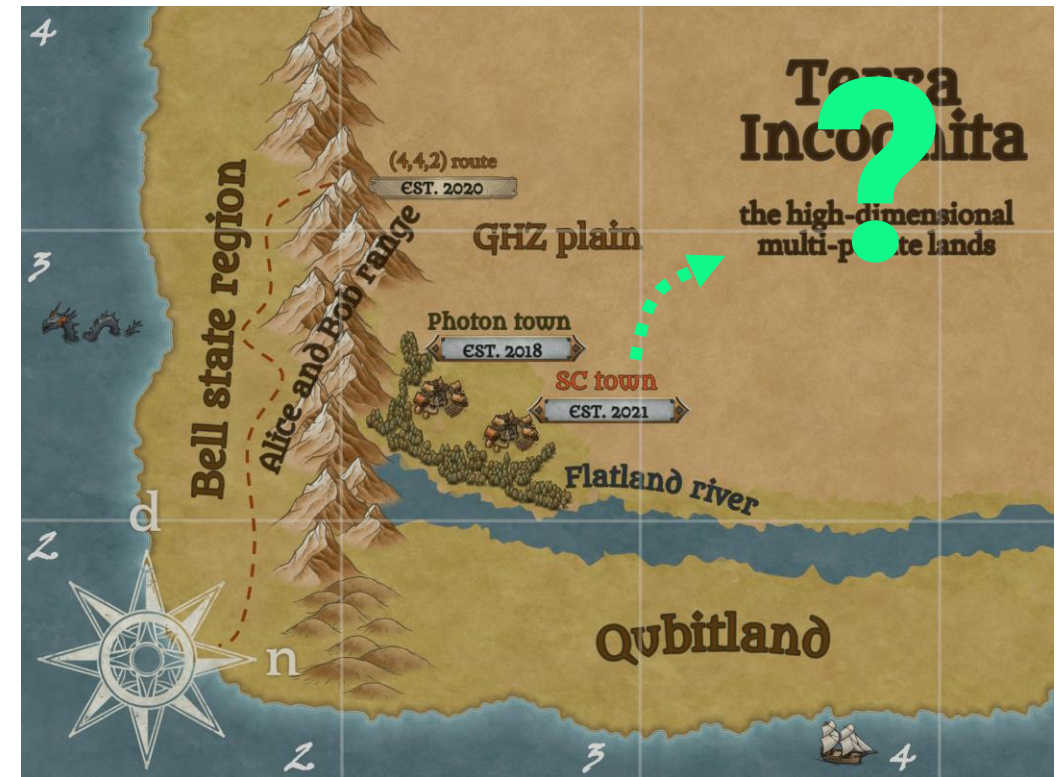 4
Terra
Incognita
?
(4,4,2) route
EST. 2020
the high-dimensional
multi-partite lands
GHZ plain
3
Bell state region
Alice and Bob range
Photon town
EST. 2018
SC town
EST. 2021
Flatland river
d
2
n
Qubitland
2
3
4